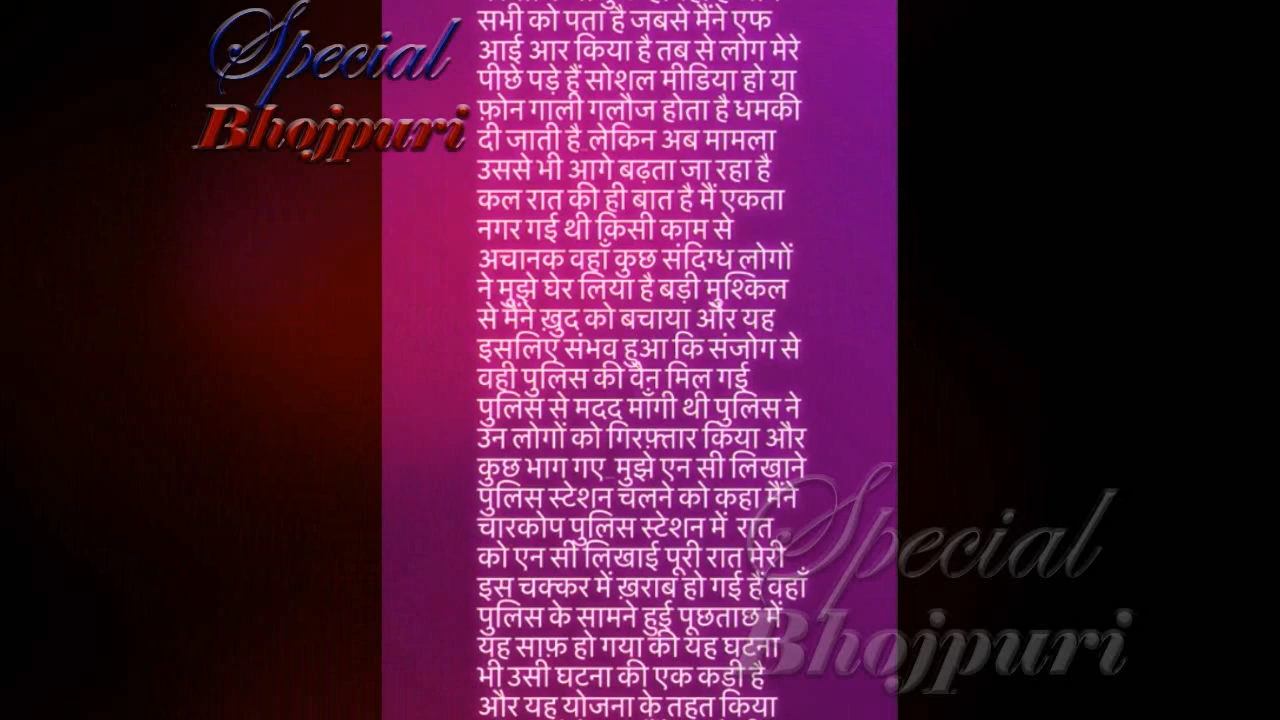 Special
Bhojpuri
सभी को पता है जबसे मैंने एफ
आई आर किया है तब से लोग मेरे
पीछे पड़े हैं सोशल मीडिया हो या
फ़ोन गाली गलौज होता है धमकी
दी जाती है लेकिन अब मामला
उससे भी आगे बढ़ता जा रहा है
कल रात की ही बात है मैं एकता
नगर गई थी किसी काम से
अचानक वहाँ कुछ संदिग्ध लोगों
ने मुझे घेर लिया है बड़ी मुश्किल
से मैंने ख़ुद को बचाया और यह
इसलिए संभव हुआ कि संजोग से
वही पुलिस की वैन मिल गई
पुलिस से मदद माँगी थी पुलिस ने
उन लोगों को गिरफ़्तार किया और
कुछ भाग गए मुझे एन सी लिखाने
पुलिस स्टेशन चलने को कहा मैंने
चारकोप पुलिस स्टेशन में रात
को एन सी लिखाई पूरी रात मेरी
इस चक्कर में ख़राब हो गई हैं वहाँ
पुलिस के सामने हुई पूछताछ में
यह साफ़ हो गया की यह घटना
भी उसी घटना की एक कड़ी है
और यह योजना के तहत किया
Special
Bhojpuri